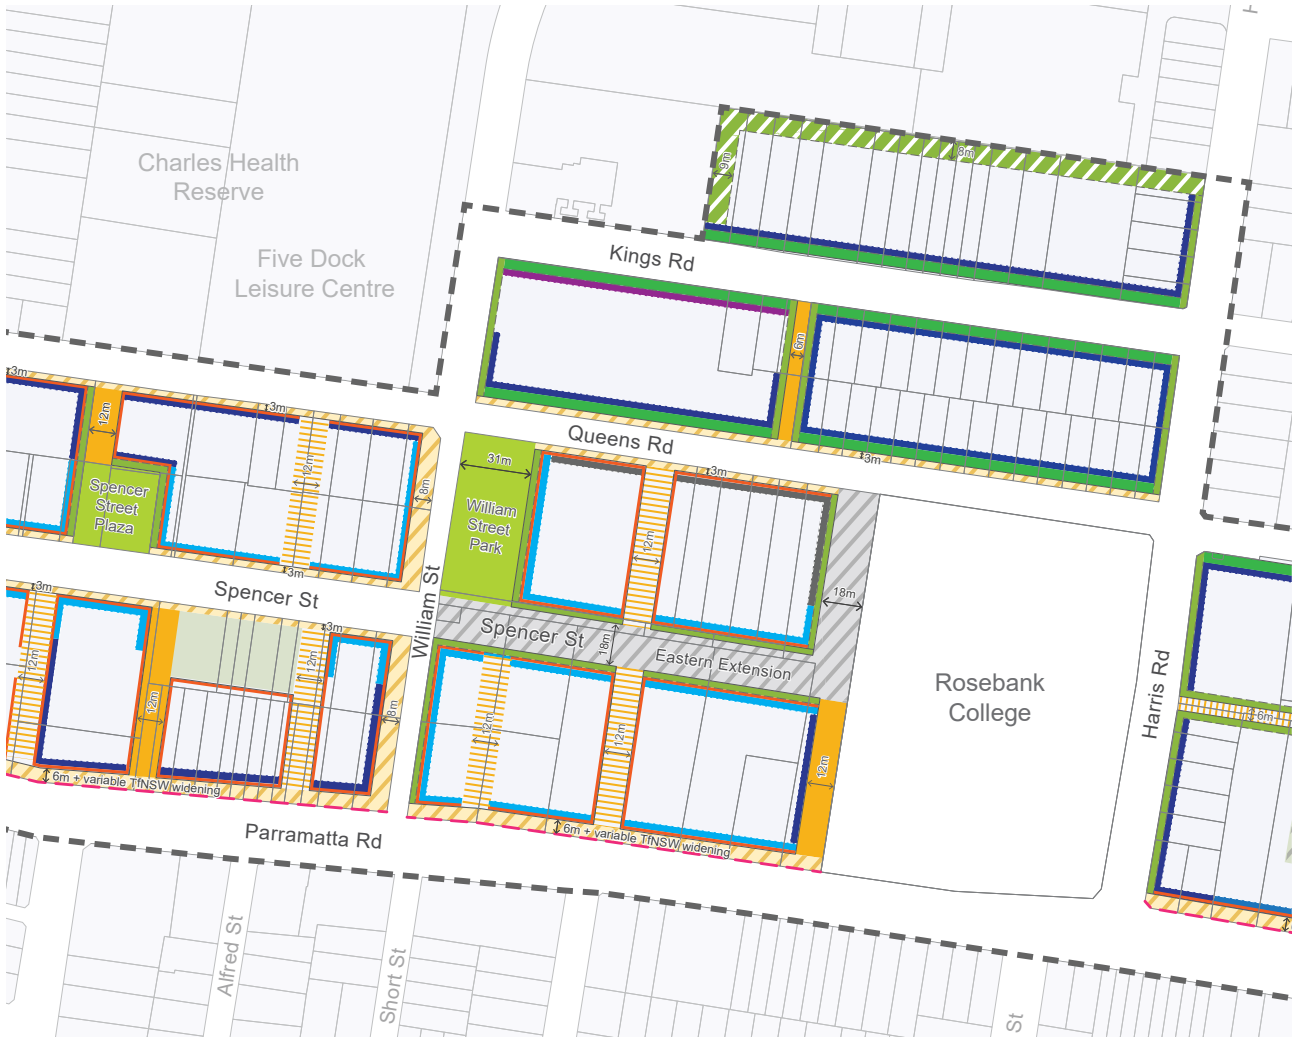 Charles Health
Reserve
Five Dock
Leisure Centre
8m
9m
Kings Rd
6m
3m
3m
12m
12m
8m
Queens Rd
3m
3m
31m
Spencer
Street
Plaza
William
Street
Park
12m
18m
3m
3m
Spencer St
3m
William St
Spencer St
18m
Eastern Extension
Rosebank
College
Harris Rd
6m
12m
12m
12m
8m
12m
12m
12m
6m + variable TfNSW widening
6m + variable TfNSW widening
Parramatta Rd
Alfred St
Short St
St